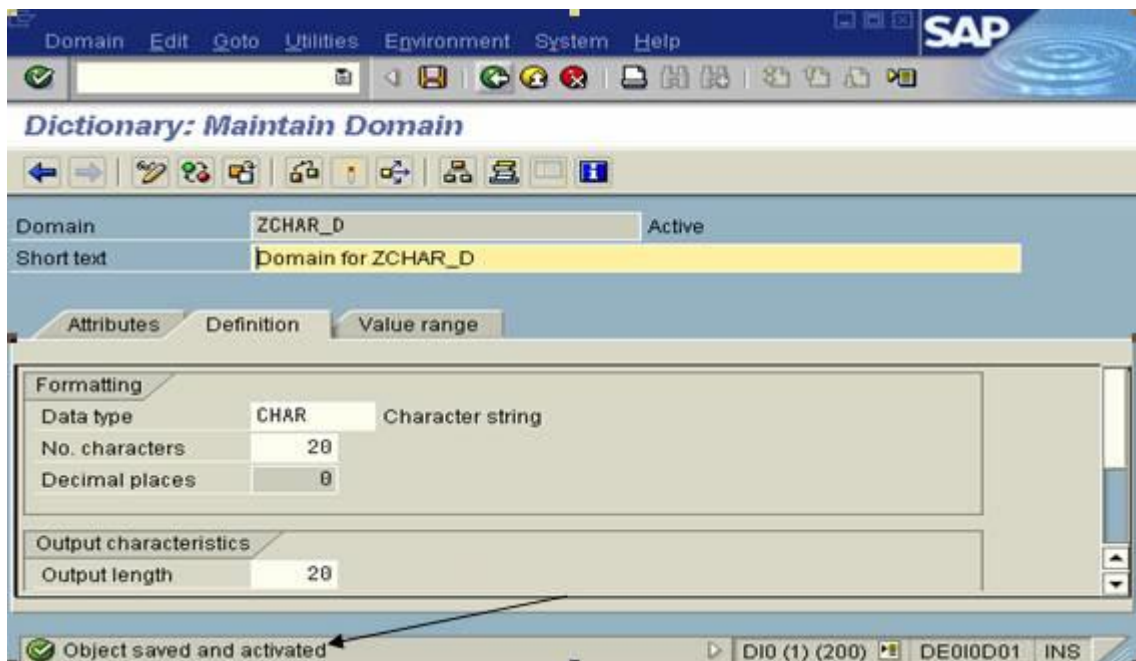 Domain Edit Goto Utilities Environment System Help
SAP
Dictionary: Maintain Domain
Domain ZCHAR_D Active
Short text Domain for ZCHAR_D
Attributes Definition Value range
Formatting
Data type CHAR Character string
No. characters 20
Decimal places 0
Output characteristics
Output length 20
Object saved and activated DI0 (1) (200) DE0I0D01 INS